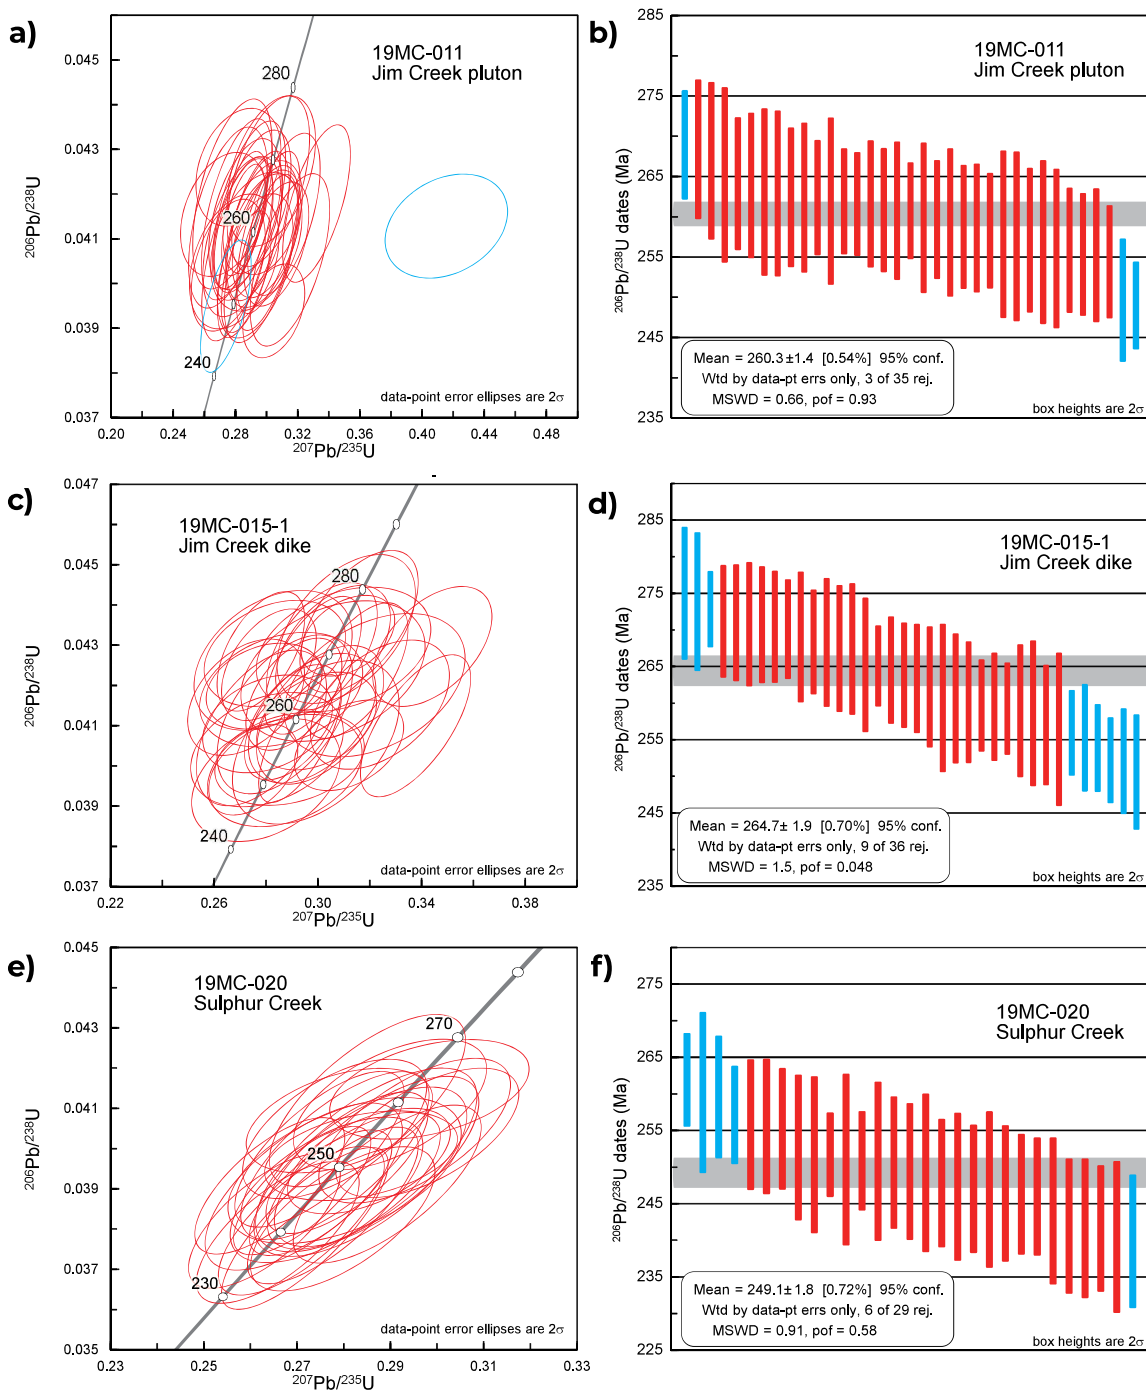 a)
19MC-011
Jim Creek pluton
0.045
0.043
0.041
0.039
0.037
206Pb/238U
280
260
240
data-point error ellipses are 2σ
0.20 0.24 0.28 0.32 0.36 0.40 0.44 0.48
207Pb/235U
b)
19MC-011
Jim Creek pluton
285
275
265
255
245
235
206Pb/238U dates (Ma)
Mean = 260.3±1.4 [0.54%] 95% conf.
Wtd by data-pt errs only, 3 of 35 rej.
MSWD = 0.66, pof = 0.93
box heights are 2σ
c)
19MC-015-1
Jim Creek dike
0.047
0.045
0.043
0.041
0.039
0.037
206Pb/238U
280
260
240
data-point error ellipses are 2σ
0.22 0.26 0.30 0.34 0.38
207Pb/235U
d)
19MC-015-1
Jim Creek dike
285
275
265
255
245
235
206Pb/238U dates (Ma)
Mean = 264.7± 1.9 [0.70%] 95% conf.
Wtd by data-pt errs only, 9 of 36 rej.
MSWD = 1.5, pof = 0.048
box heights are 2σ
e)
19MC-020
Sulphur Creek
0.045
0.043
0.041
0.039
0.037
0.035
206Pb/238U
270
250
230
data-point error ellipses are 2σ
0.23 0.25 0.27 0.29 0.31 0.33
207Pb/235U
f)
19MC-020
Sulphur Creek
275
265
255
245
235
225
206Pb/238U dates (Ma)
Mean = 249.1± 1.8 [0.72%] 95% conf.
Wtd by data-pt errs only, 6 of 29 rej.
MSWD = 0.91, pof = 0.58
box heights are 2σ